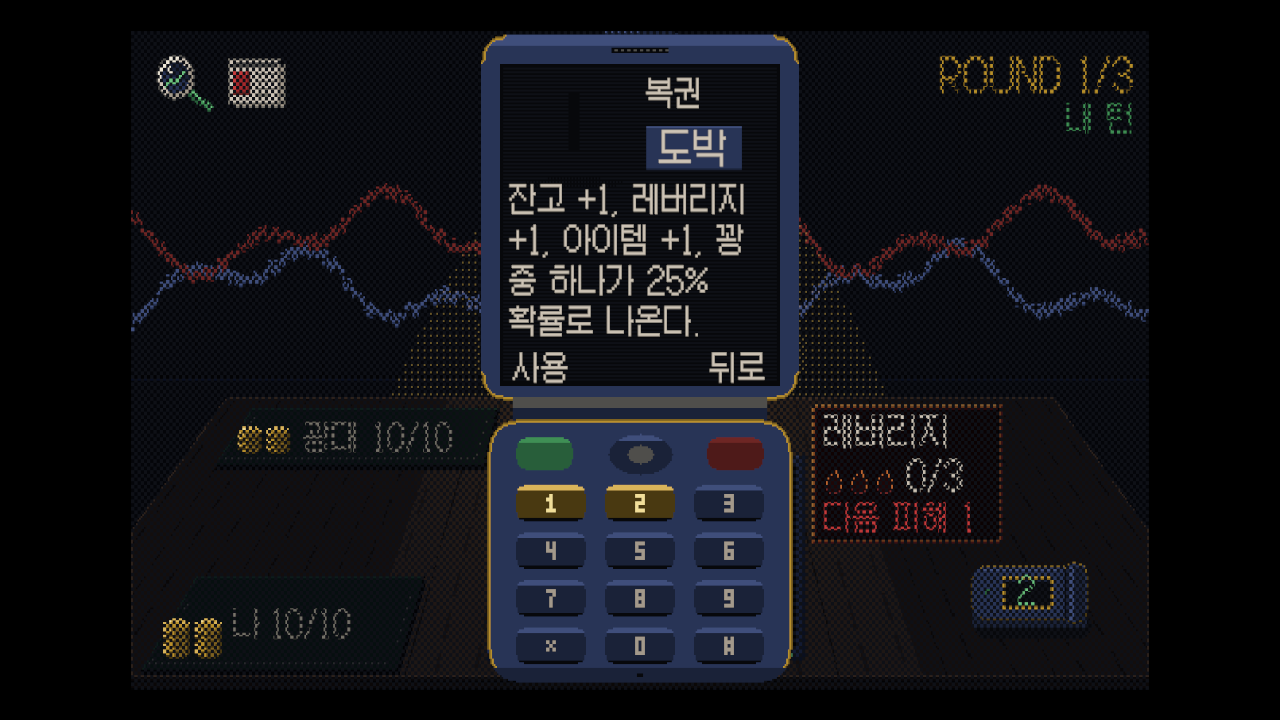 ROUND 1/3
내 턴
복권
도박
잔고 +1, 레버리지
+1, 아이템 +1, 꽝
중 하나가 25%
확률로 나온다.
사용 뒤로
광대 10/10
레버리지
0/3
다음 피해 1
나 10/10
2
1 2 3
4 5 6
7 8 9
* 0 #